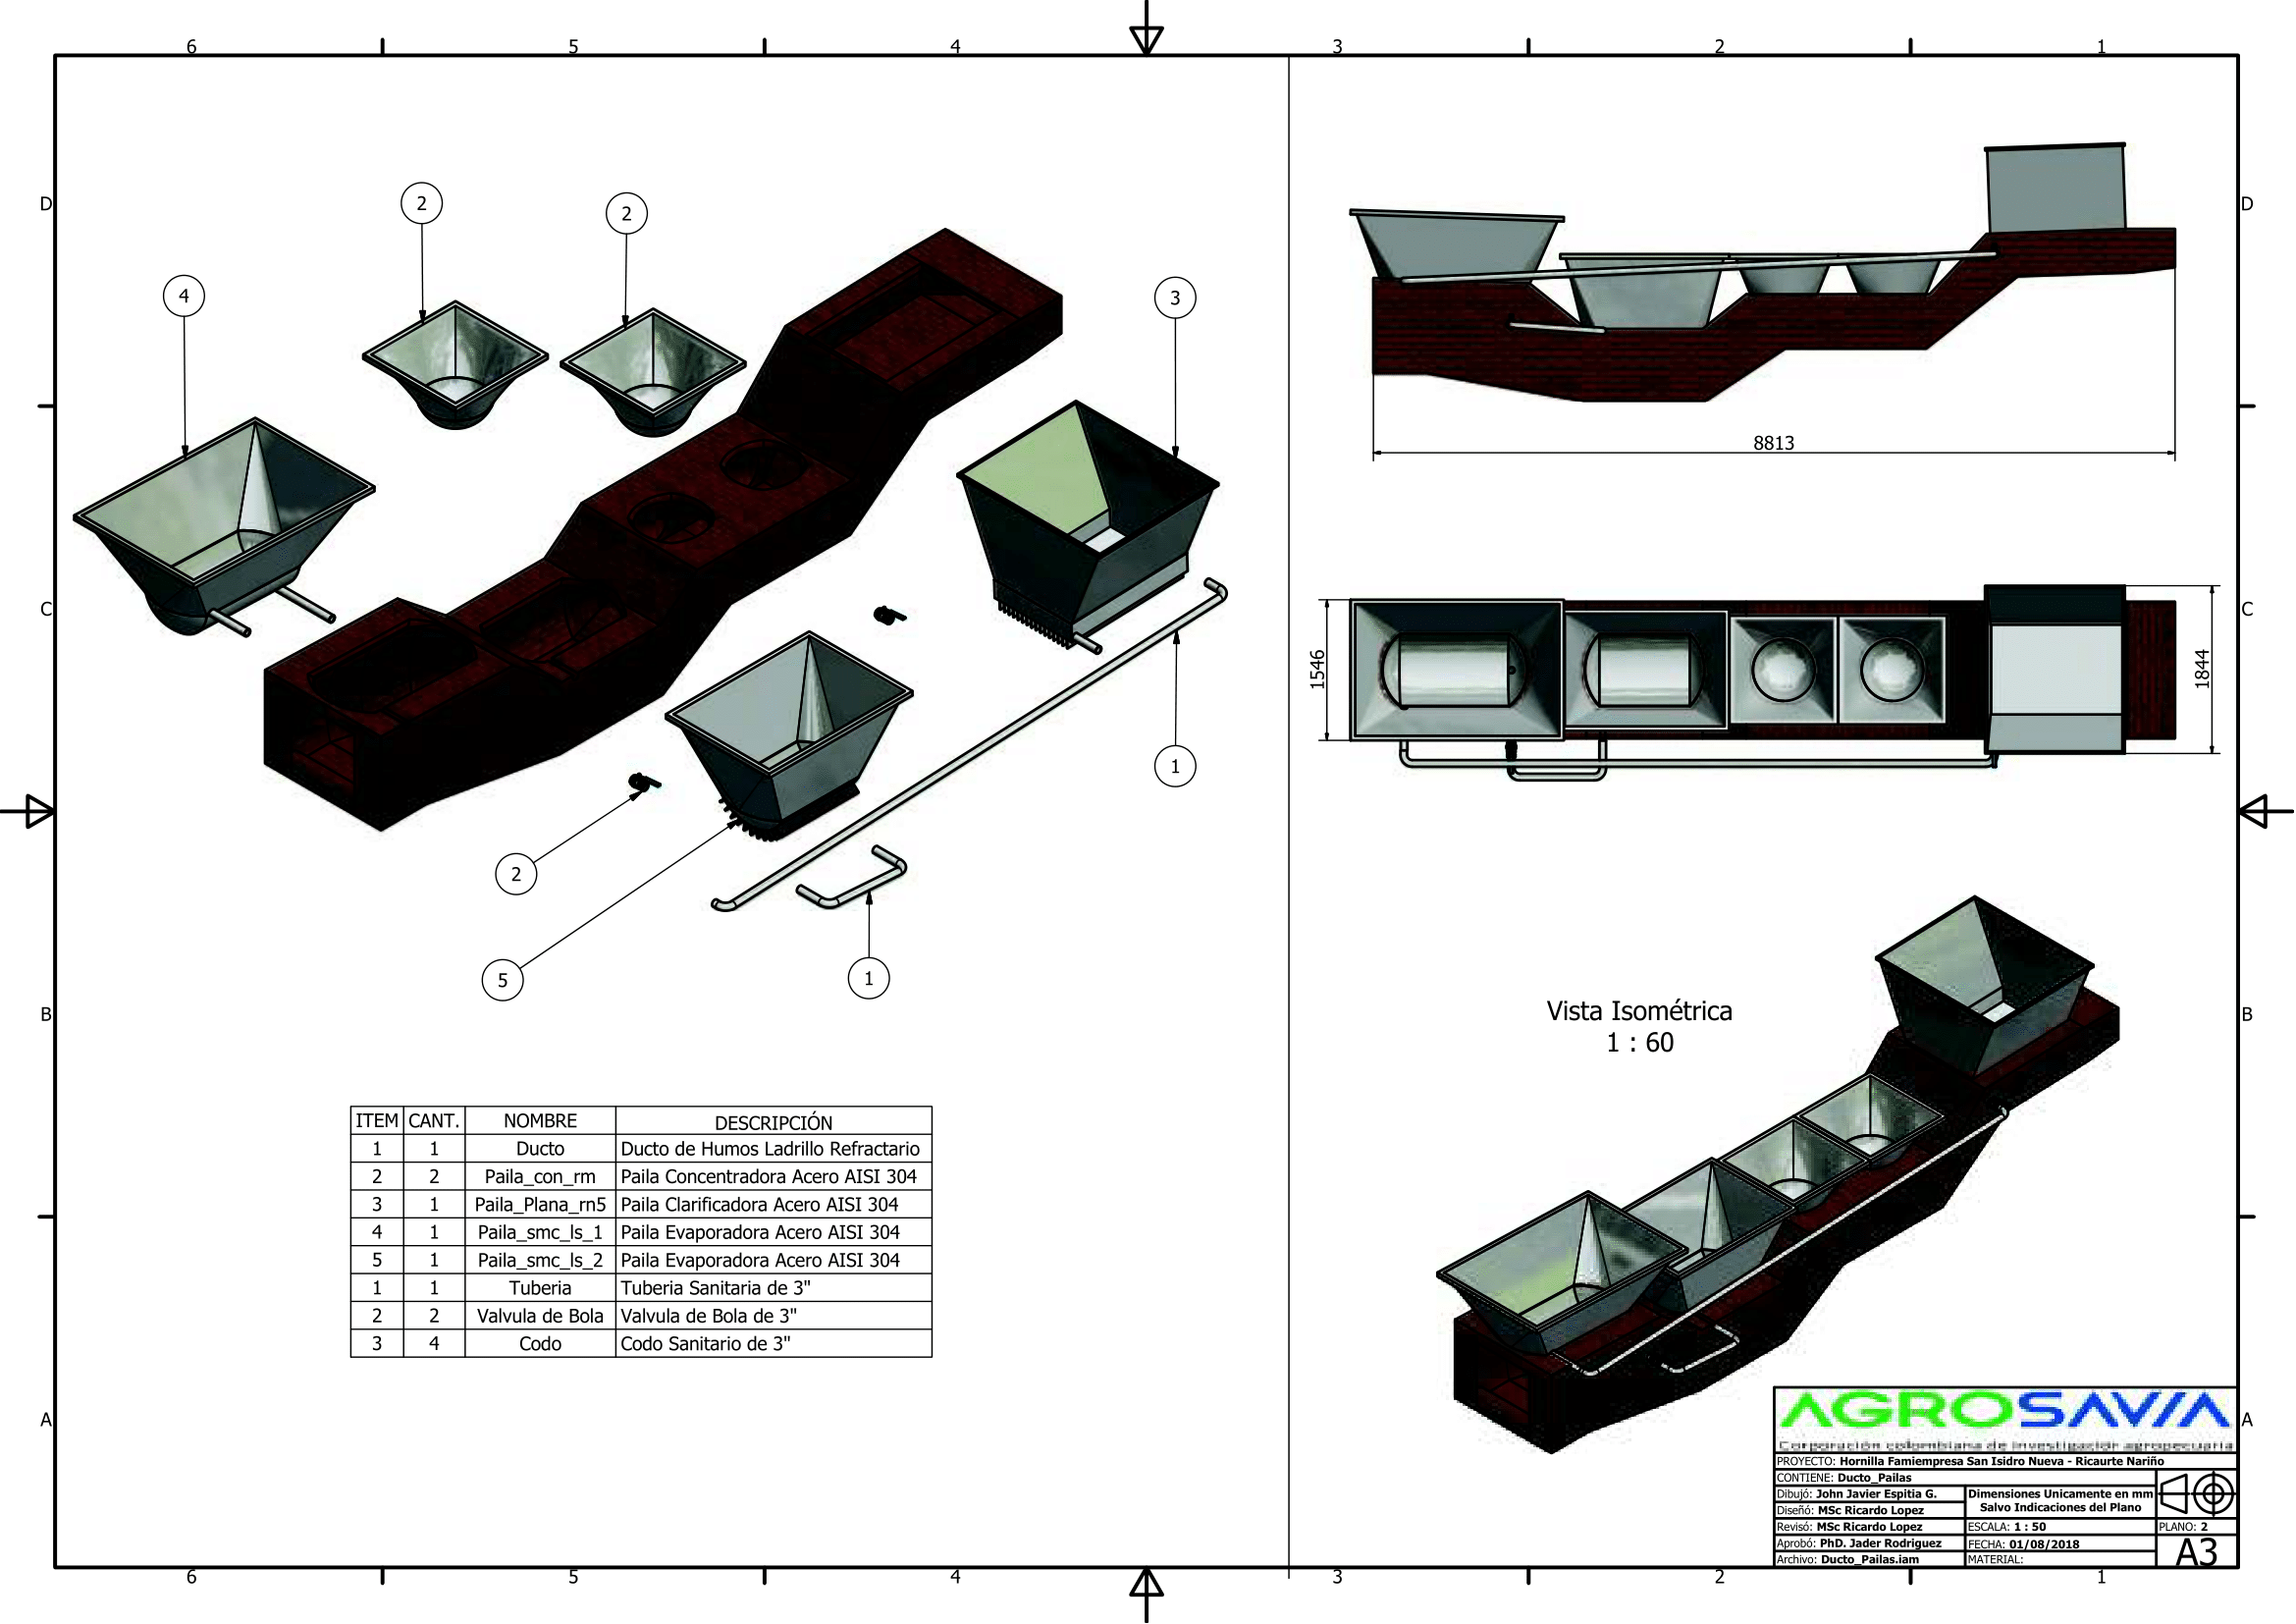 6 5 4 3 2 1
D D
2
2
4
3
8813
C C
1546
1844
1
2
5
1
B B
Vista Isométrica
1 : 60
ITEM CANT. NOMBRE DESCRIPCIÓN
1 1 Ducto Ducto de Humos Ladrillo Refractario
2 2 Paila_con_rm Paila Concentradora Acero AISI 304
3 1 Paila_Plana_rn5 Paila Clarificadora Acero AISI 304
4 1 Paila_smc_ls_1 Paila Evaporadora Acero AISI 304
5 1 Paila_smc_ls_2 Paila Evaporadora Acero AISI 304
1 1 Tuberia Tuberia Sanitaria de 3"
2 2 Valvula de Bola Valvula de Bola de 3"
3 4 Codo Codo Sanitario de 3"
A A
AGROSAVIA
Corporación colombiana de investigación agropecuaria
PROYECTO: Hornilla Famiempresa San Isidro Nueva - Ricaurte Nariño
CONTIENE: Ducto_Pailas
Dibujó: John Javier Espitia G.
Diseñó: MSc Ricardo Lopez
Dimensiones Unicamente en mm
Salvo Indicaciones del Plano
Revisó: MSc Ricardo Lopez
ESCALA: 1 : 50
PLANO: 2
Aprobó: PhD. Jader Rodriguez
FECHA: 01/08/2018
Archivo: Ducto_Pailas.iam
MATERIAL:
A3
6 5 4 3 2 1